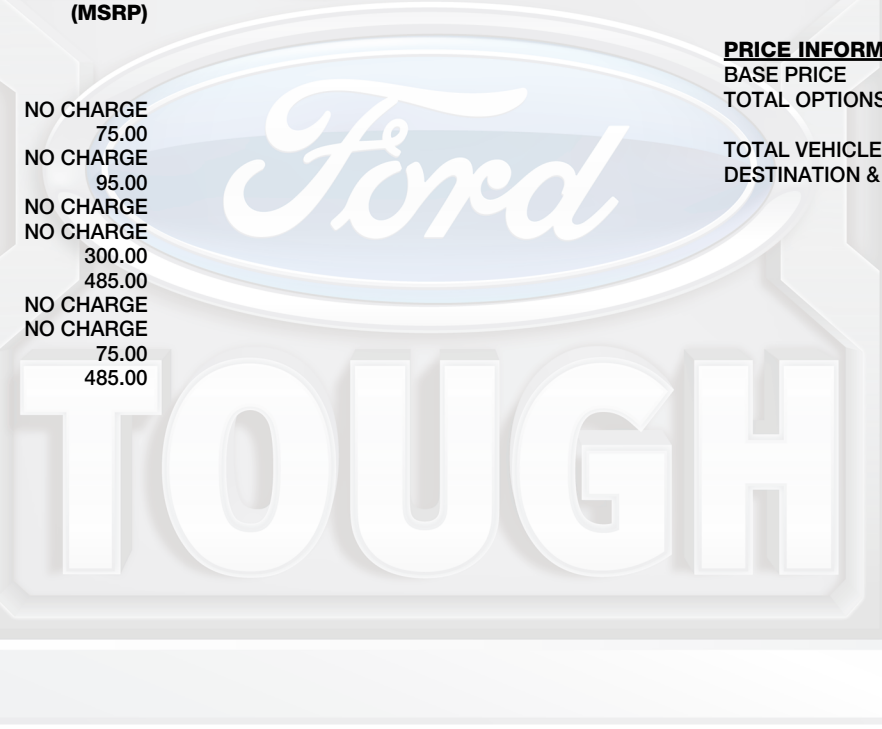 (MSRP)
NO CHARGE
75.00
NO CHARGE
95.00
NO CHARGE
NO CHARGE
300.00
485.00
NO CHARGE
NO CHARGE
75.00
485.00
PRICE INFORM
BASE PRICE
TOTAL OPTIONS
TOTAL VEHICLE
DESTINATION &
Ford
TOUGH